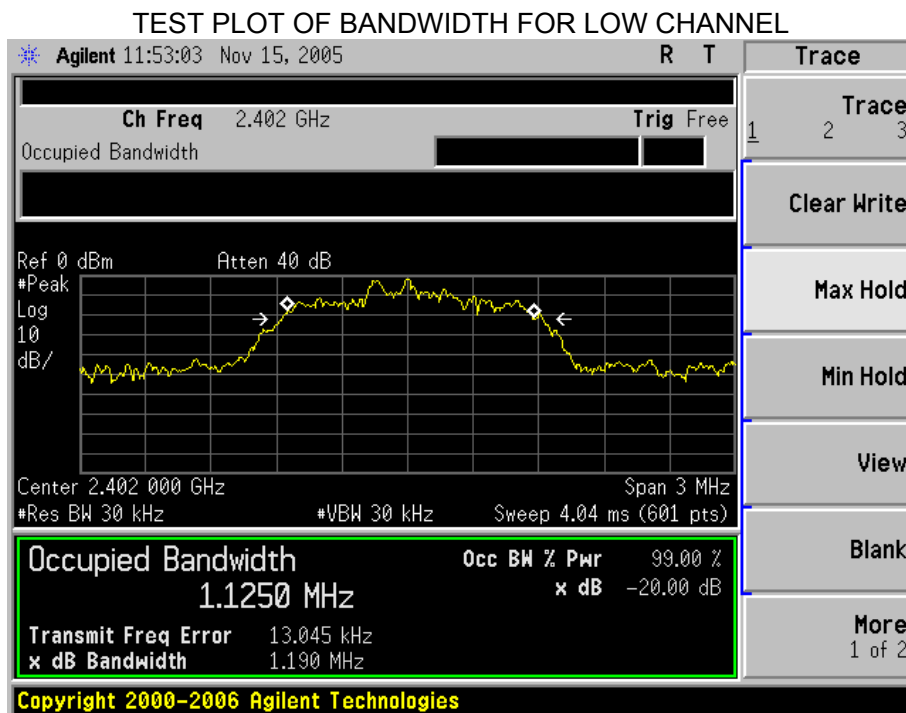 TEST PLOT OF BANDWIDTH FOR LOW CHANNEL
Agilent 11:53:03 Nov 15, 2005 R T
Ch Freq 2.402 GHz Trig Free
Occupied Bandwidth
Ref 0 dBm Atten 40 dB
#Peak
Log
10
dB/
Center 2.402 000 GHz Span 3 MHz
#Res BW 30 kHz #VBW 30 kHz Sweep 4.04 ms (601 pts)
Occupied Bandwidth Occ BW % Pwr 99.00 %
1.1250 MHz x dB -20.00 dB
Transmit Freq Error 13.045 kHz
x dB Bandwidth 1.190 MHz
Copyright 2000-2006 Agilent Technologies
Trace
Trace
1 2 3
Clear Write
Max Hold
Min Hold
View
Blank
More
1 of 2